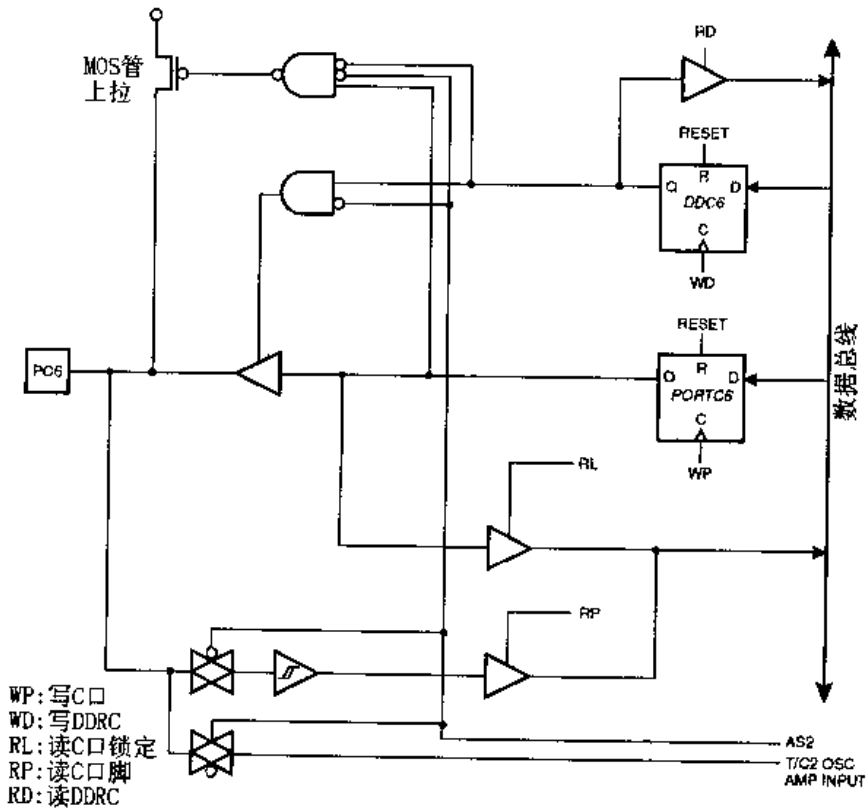 MOS管
上拉
RD
RESET
R
Q
D
DDC6
C
WD
RESET
R
Q
D
PORTC6
C
WP
PC6
数据总线
RL
RP
WP:写C口
WD:写DDRC
RL:读C口锁定
RP:读C口脚
RD:读DDRC
AS2
T/C2 OSC
AMP INPUT